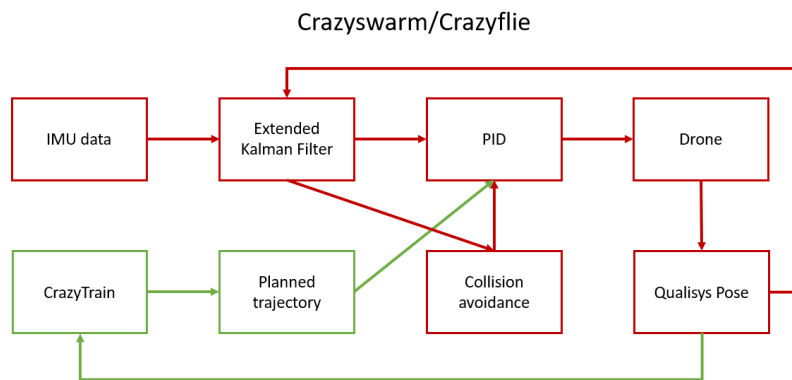 Crazyswarm/Crazyflie
IMU data
Extended
Kalman Filter
PID
Drone
CrazyTrain
Planned
trajectory
Collision
avoidance
Qualisys Pose